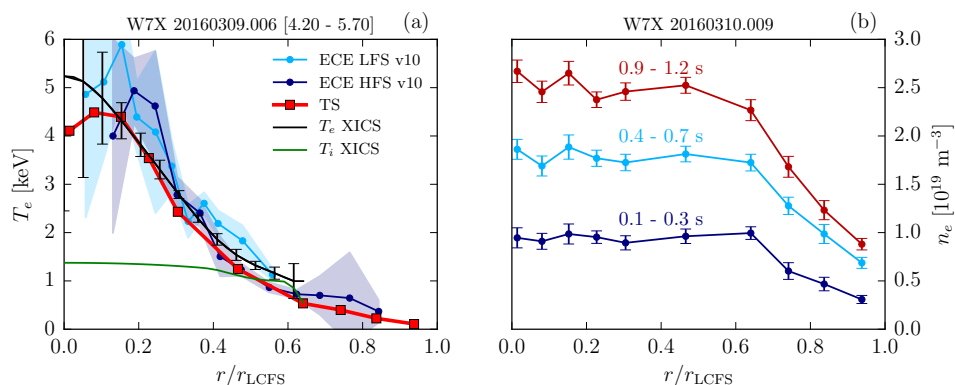 W7X 20160309.006 [4.20 - 5.70]
(a)
ECE LFS v10
ECE HFS v10
TS
T_e XICS
T_i XICS
T_e [keV]
6
5
4
3
2
1
0
0.0 0.2 0.4 0.6 0.8 1.0
r/r_LCFS
W7X 20160310.009
(b)
0.9 - 1.2 s
0.4 - 0.7 s
0.1 - 0.3 s
3.0
2.5
2.0
1.5
1.0
0.5
0.0
n_e [10^19 m^-3]
0.0 0.2 0.4 0.6 0.8 1.0
r/r_LCFS